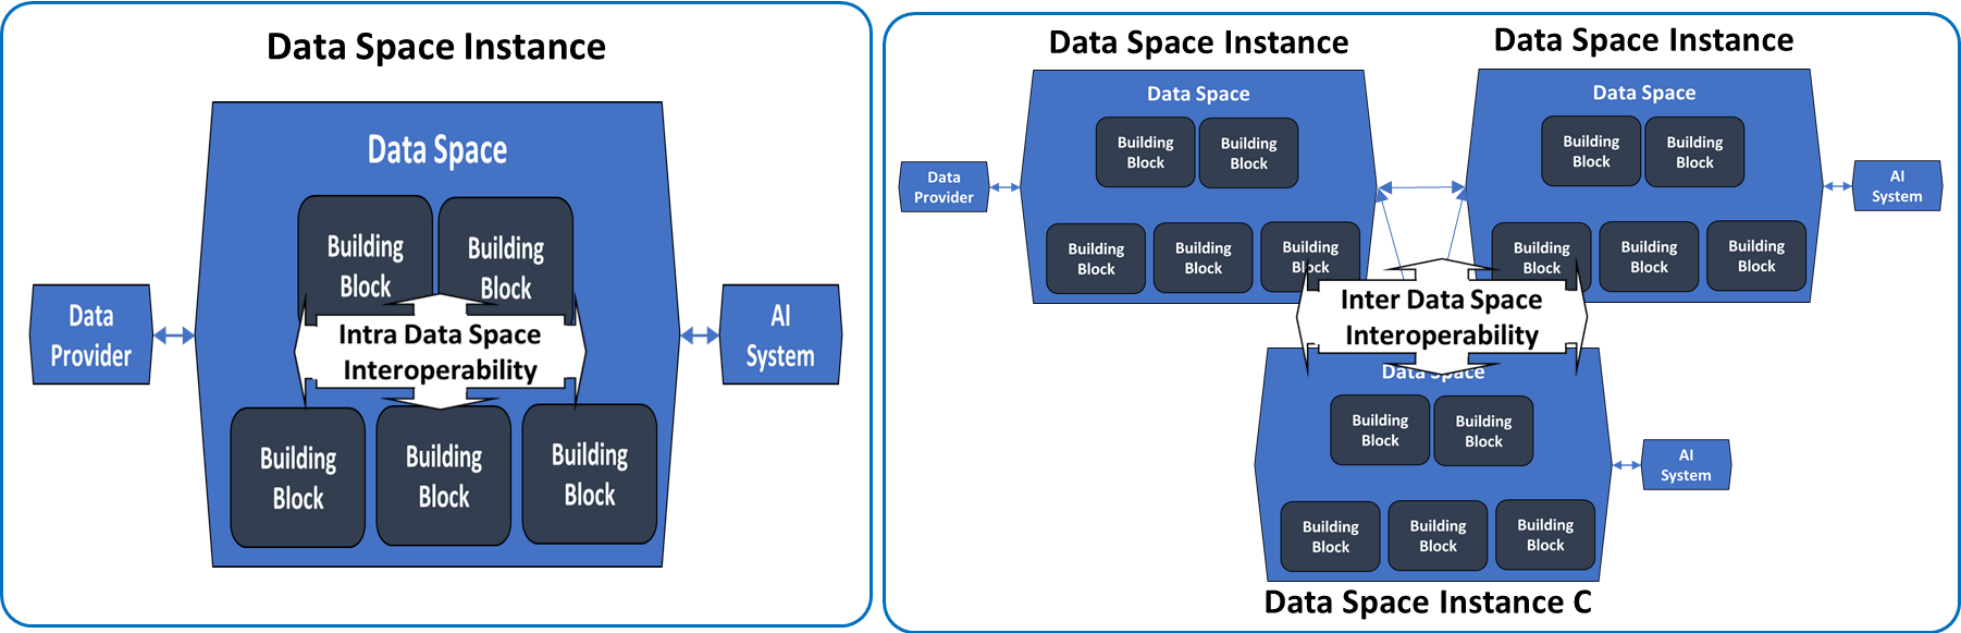 Data Space Instance
Data Space
Building
Block
Building
Block
Data
Provider
Intra Data Space
Interoperability
AI
System
Building
Block
Building
Block
Building
Block
Data Space Instance
Data Space
Building
Block
Building
Block
Data
Provider
Building
Block
Building
Block
Building
Block
Data Space Instance
Data Space
Building
Block
Building
Block
AI
System
Building
Block
Building
Block
Building
Block
Inter Data Space
Interoperability
Data Space
Building
Block
Building
Block
AI
System
Building
Block
Building
Block
Building
Block
Data Space Instance C